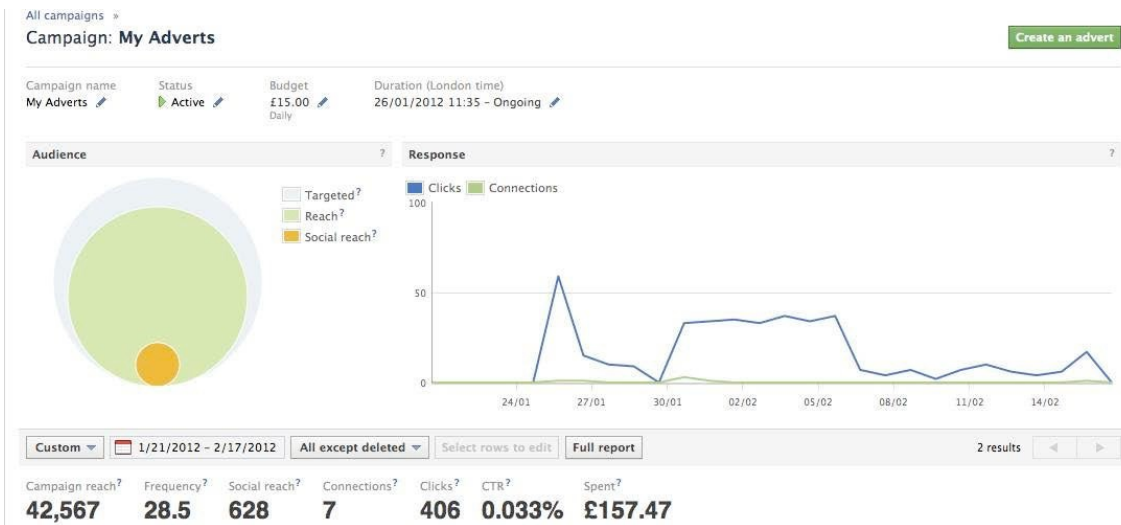 All campaigns »
Campaign: My Adverts
Create an advert
Campaign name Status Budget Duration (London time)
My Adverts Active £15.00 26/01/2012 11:35 – Ongoing
Daily
Audience ? Response ?
Targeted?
Reach?
Social reach?
Clicks Connections
100
50
0
24/01 27/01 30/01 02/02 05/02 08/02 11/02 14/02
Custom 1/21/2012 – 2/17/2012 All except deleted Select rows to edit Full report 2 results
Campaign reach? Frequency? Social reach? Connections? Clicks? CTR? Spent?
42,567 28.5 628 7 406 0.033% £157.47